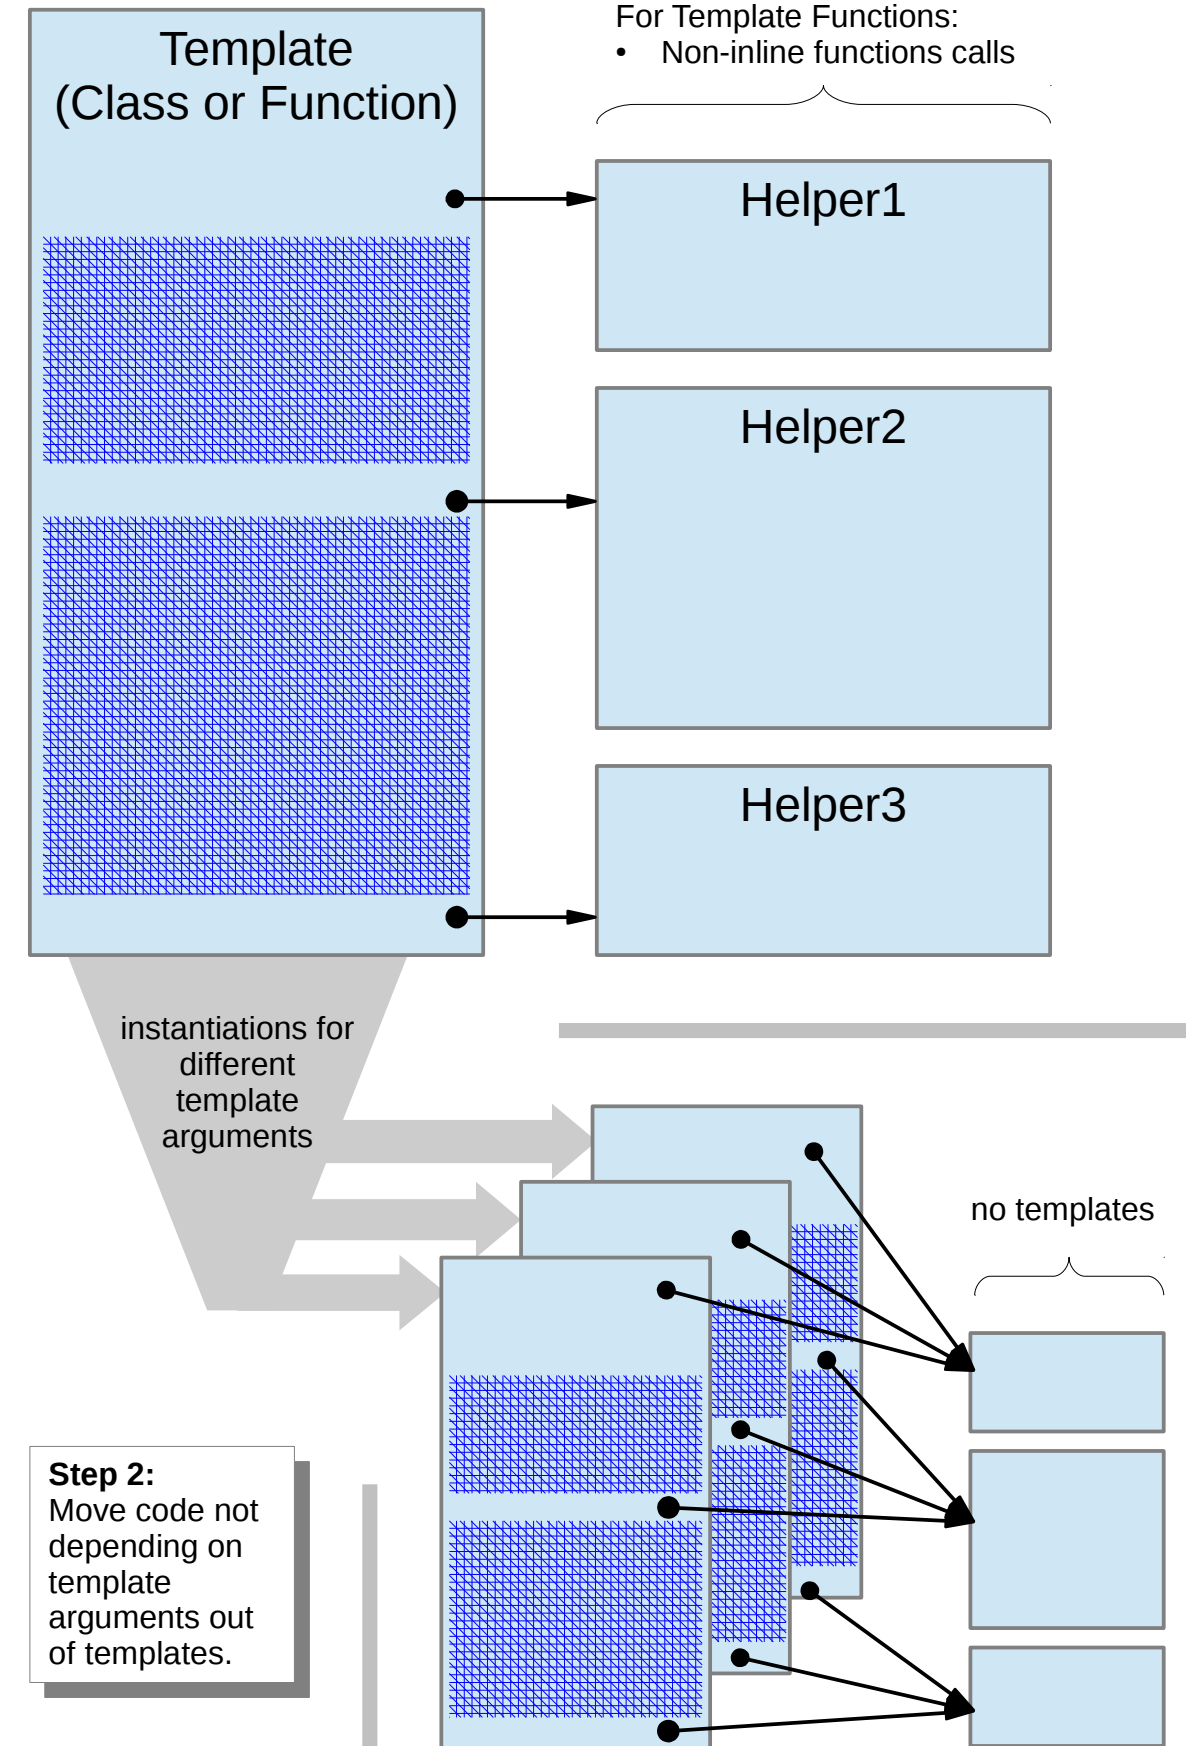 For Template Functions:
• Non-inline functions calls
Template
(Class or Function)
Helper1
Helper2
Helper3
instantiations for
different
template
arguments
no templates
Step 2:
Move code not
depending on
template
arguments out
of templates.